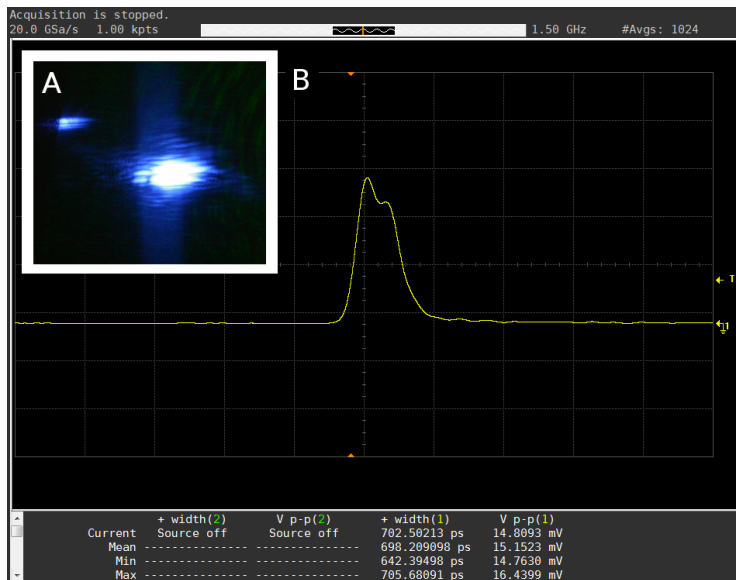 Acquisition is stopped.
20.0 GSa/s 1.00 kpts 1.50 GHz #Avgs: 1024
A B
T
1
+ width(2) V p-p(2) + width(1) V p-p(1)
Current Source off Source off 702.50213 ps 14.8093 mV
Mean --------------- --------------- 698.209098 ps 15.1523 mV
Min --------------- --------------- 642.39498 ps 14.7630 mV
Max --------------- --------------- 705.68091 ps 16.4399 mV